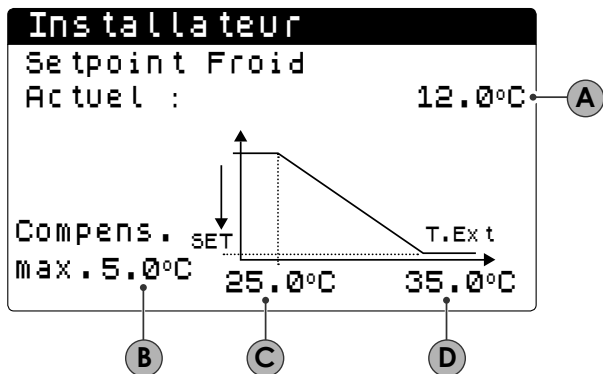 Installateur
Setpoint Froid
Actuel : 12.0°C
A
Compens. SET T.Ext
max.5.0°C 25.0°C 35.0°C
B C D